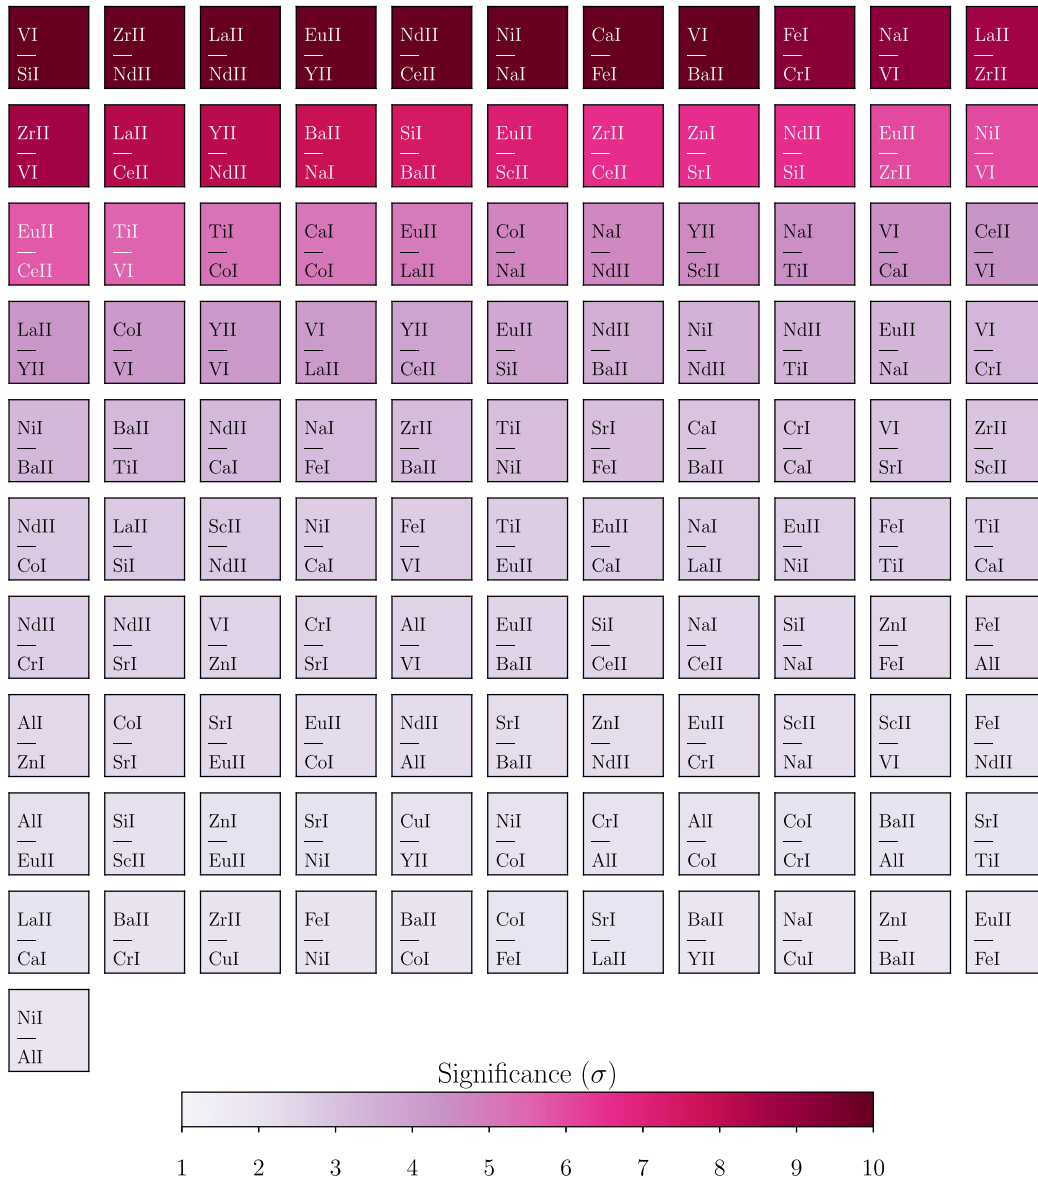 VI ZrII LaII EuII NdII NiI CaI VI FeI NaI LaII
SiI NdII NdII YII CeII NaI FeI BaII CrI VI ZrII
ZrII LaII YII BaII SiI EuII ZrII ZnI NdII EuII NiI
VI CeII NdII NaI BaII ScII CeII SrI SiI ZrII VI
EuII TiI TiI CaI EuII CoI NaI YII NaI VI CeII
CeII VI CoI CoI LaII NaI NdII ScII TiI CaI VI
LaII CoI YII VI YII EuII NdII NiI NdII EuII VI
YII VI VI LaII CeII SiI BaII NdII TiI NaI CrI
NiI BaII NdII NaI ZrII TiI SrI CaI CrI VI ZrII
BaII TiI CaI FeI BaII NiI FeI BaII CaI SrI ScII
NdII LaII ScII NiI FeI TiI EuII NaI EuII FeI TiI
CoI SiI NdII CaI VI EuII CaI LaII NiI TiI CaI
NdII NdII VI CrI AlI EuII SiI NaI SiI ZnI FeI
CrI SrI ZnI SrI VI BaII CeII CeII NaI FeI AlI
AlI CoI SrI EuII NdII SrI ZnI EuII ScII ScII FeI
ZnI SrI EuII CoI AlI BaII NdII CrI NaI VI NdII
AlI SiI ZnI SrI CuI NiI CrI AlI CoI BaII SrI
EuII ScII EuII NiI YII CoI AlI CoI CrI AlI TiI
LaII BaII ZrII FeI BaII CoI SrI BaII NaI ZnI EuII
CaI CrI CuI NiI CoI FeI LaII YII CuI BaII FeI
NiI
AlI
Significance (σ)
1 2 3 4 5 6 7 8 9 10